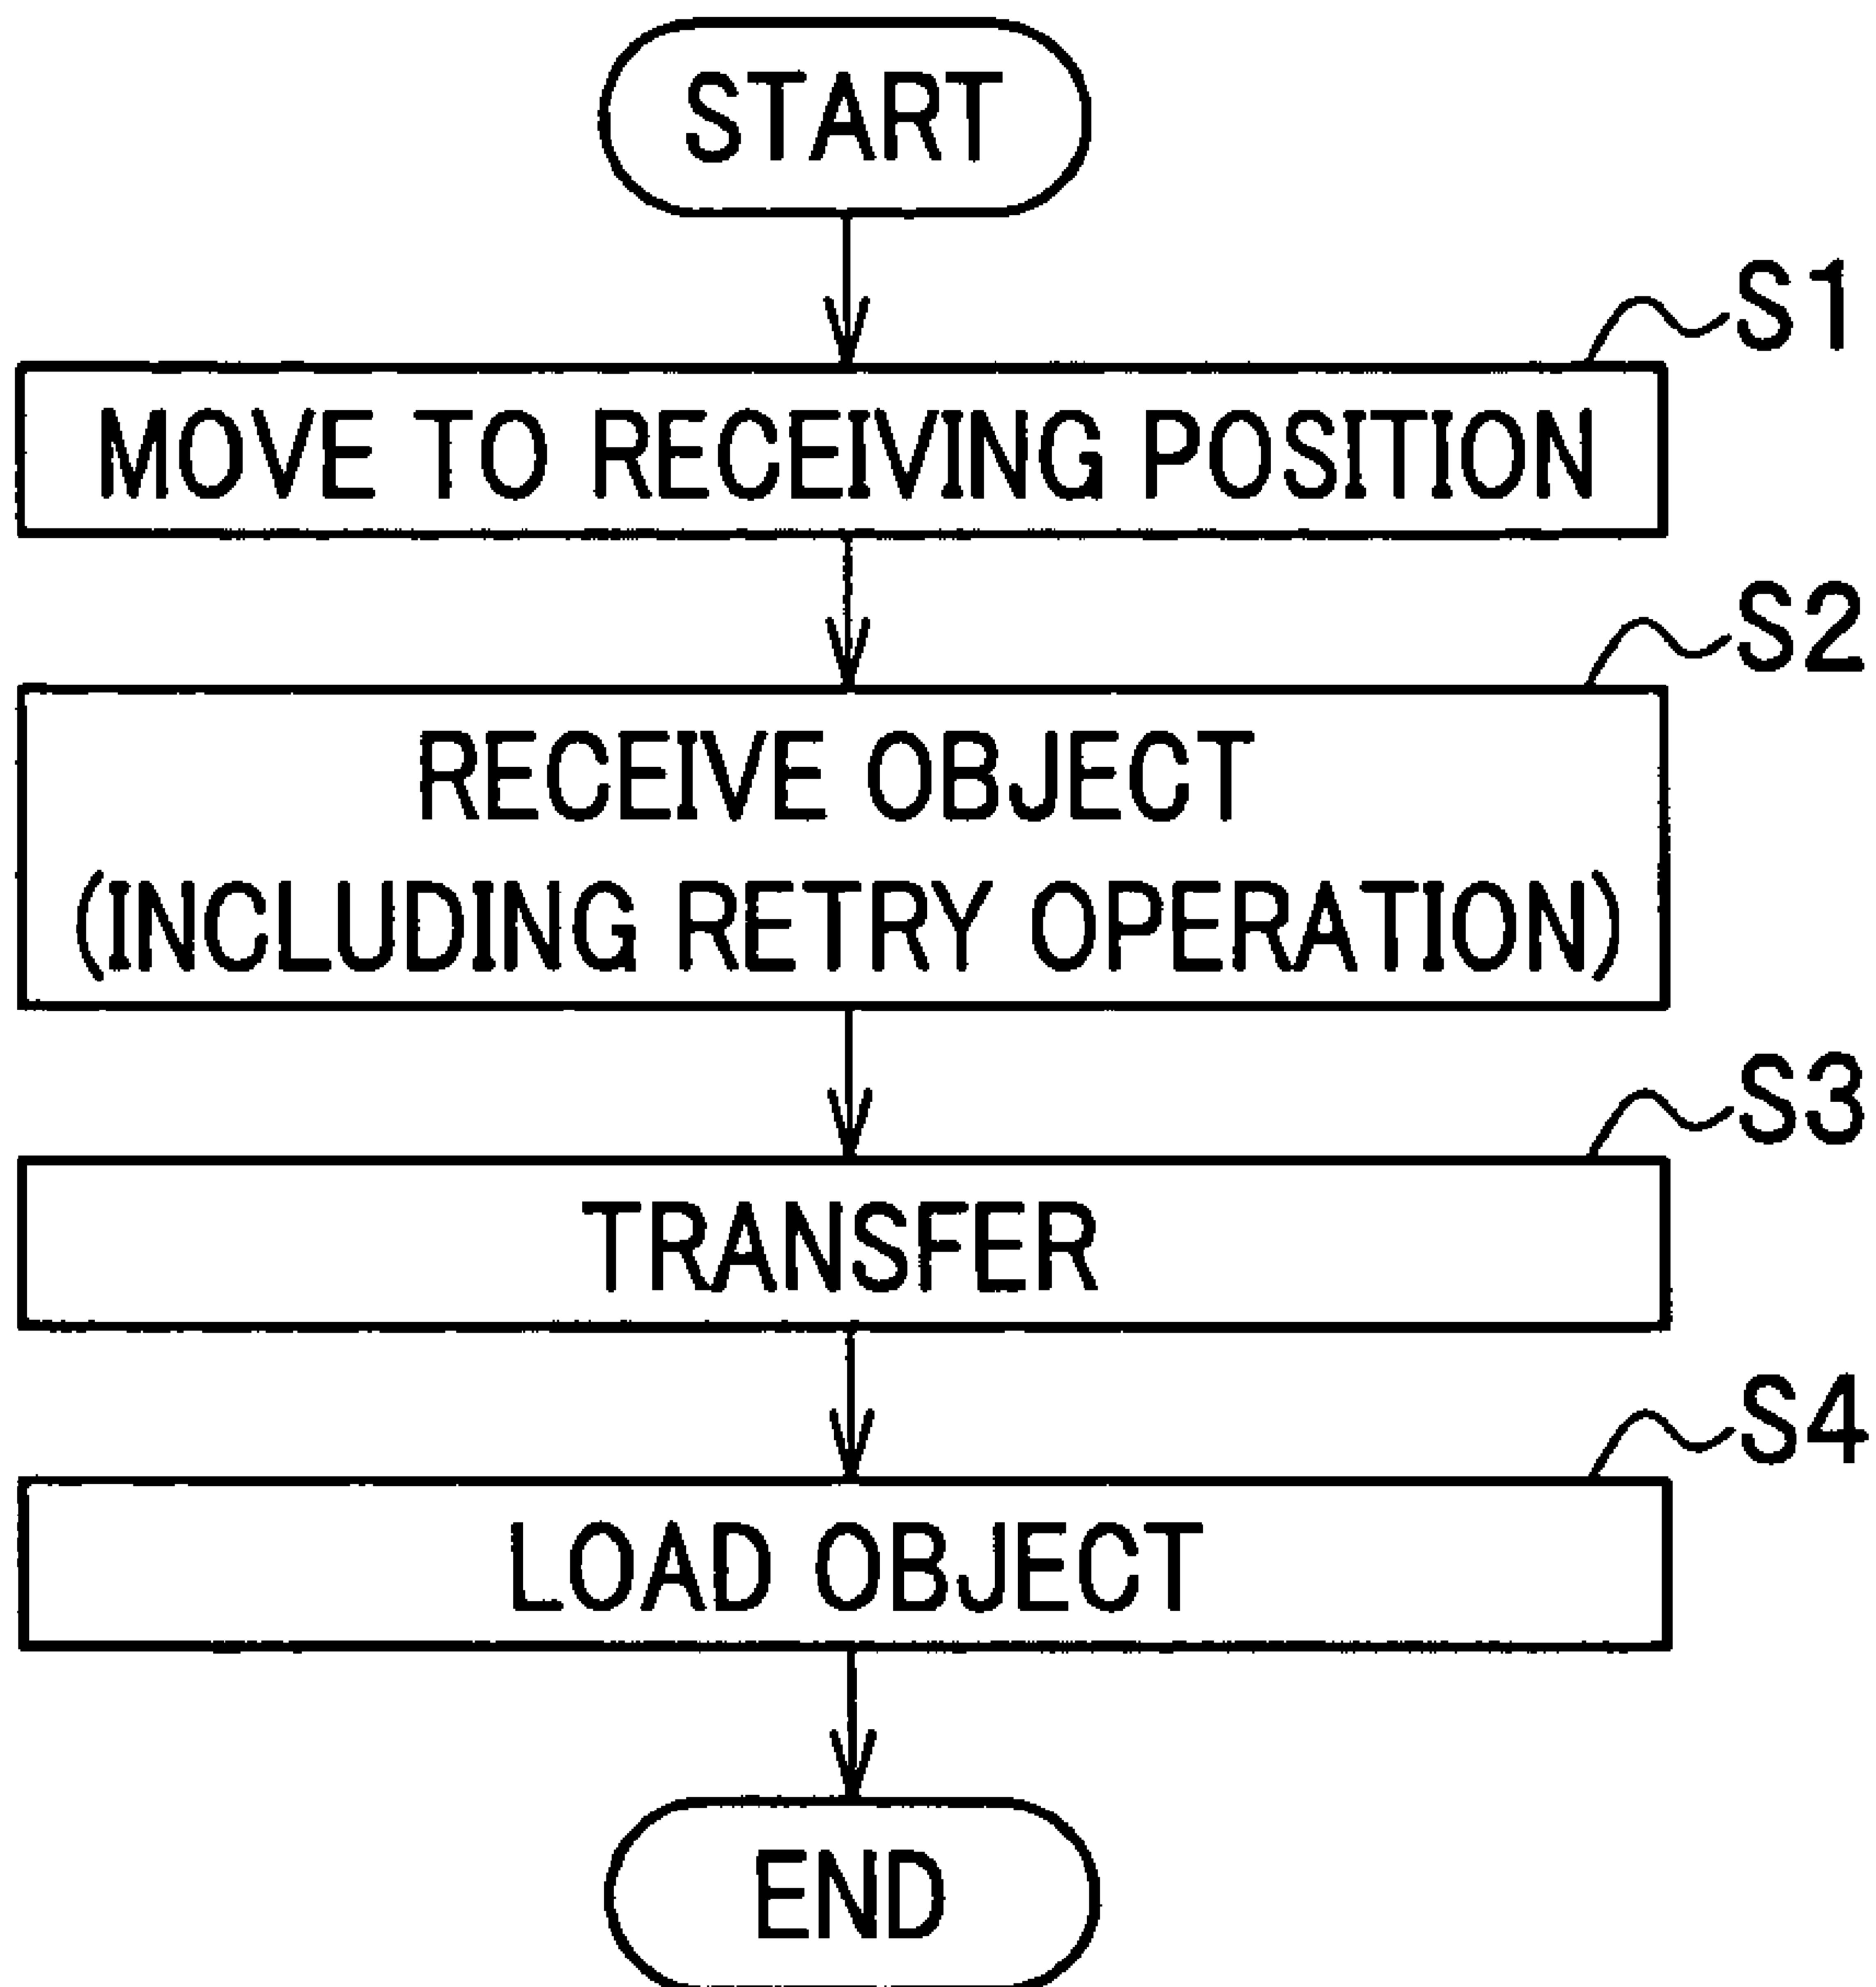 START
S1
MOVE TO RECEIVING POSITION
S2
RECEIVE OBJECT
(INCLUDING RETRY OPERATION)
S3
TRANSFER
S4
LOAD OBJECT
END